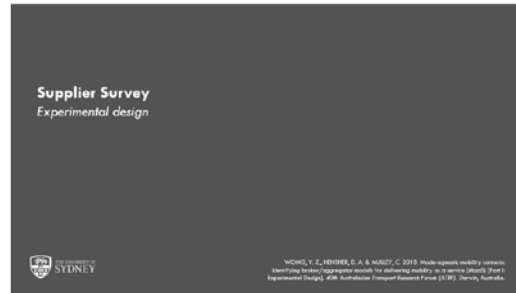 Supplier Survey
Experimental design
THE UNIVERSITY OF
SYDNEY
WONG, Y. Z., HENSHER, D. A. & MULLEY, C. 2018. Mode-agnostic mobility contracts:
Identifying broker/aggregator models for delivering mobility as a service (MaaS) (Part I:
Experimental Design). 40th Australasian Transport Research Forum (ATRF). Darwin, Australia.